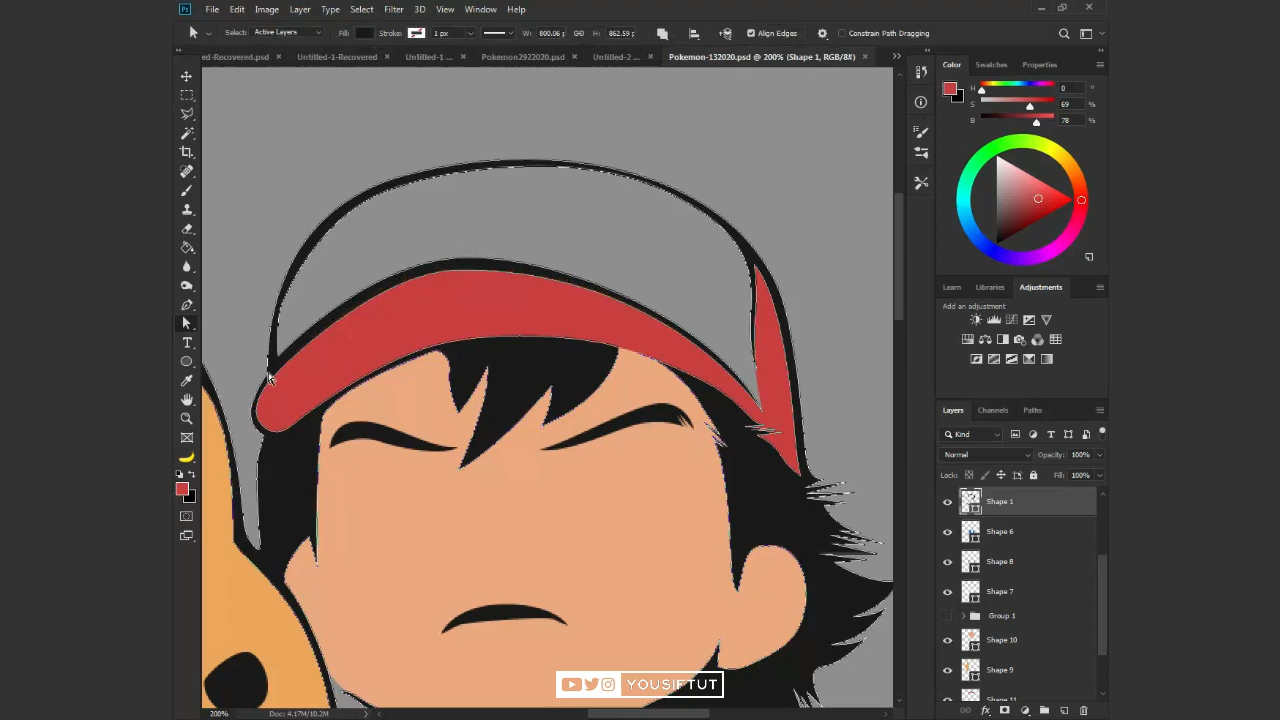 Ps File Edit Image Layer Type Select Filter 3D View Window Help
Select: Active Layers Fill: Stroke: 1 px W: 800.06 p GO H: 862.59 p Align Edges Constrain Path Dragging
ed-Recovered.psd Untitled-1-Recovered Untitled-1 ... Pokemon2922020.psd Untitled-2 ... Pokemon-132020.psd @ 200% (Shape 1, RGB/8#)
Color Swatches Properties
H 0 °
S 69 %
B 78 %
Learn Libraries Adjustments
Add an adjustment
Layers Channels Paths
Kind
Normal Opacity: 100%
Lock: Fill: 100%
Shape 1
Shape 6
Shape 8
Shape 7
Group 1
Shape 10
Shape 9
Shape 11
YOUSIFTUT
200% Doc: 4.17M/10.2M
fx